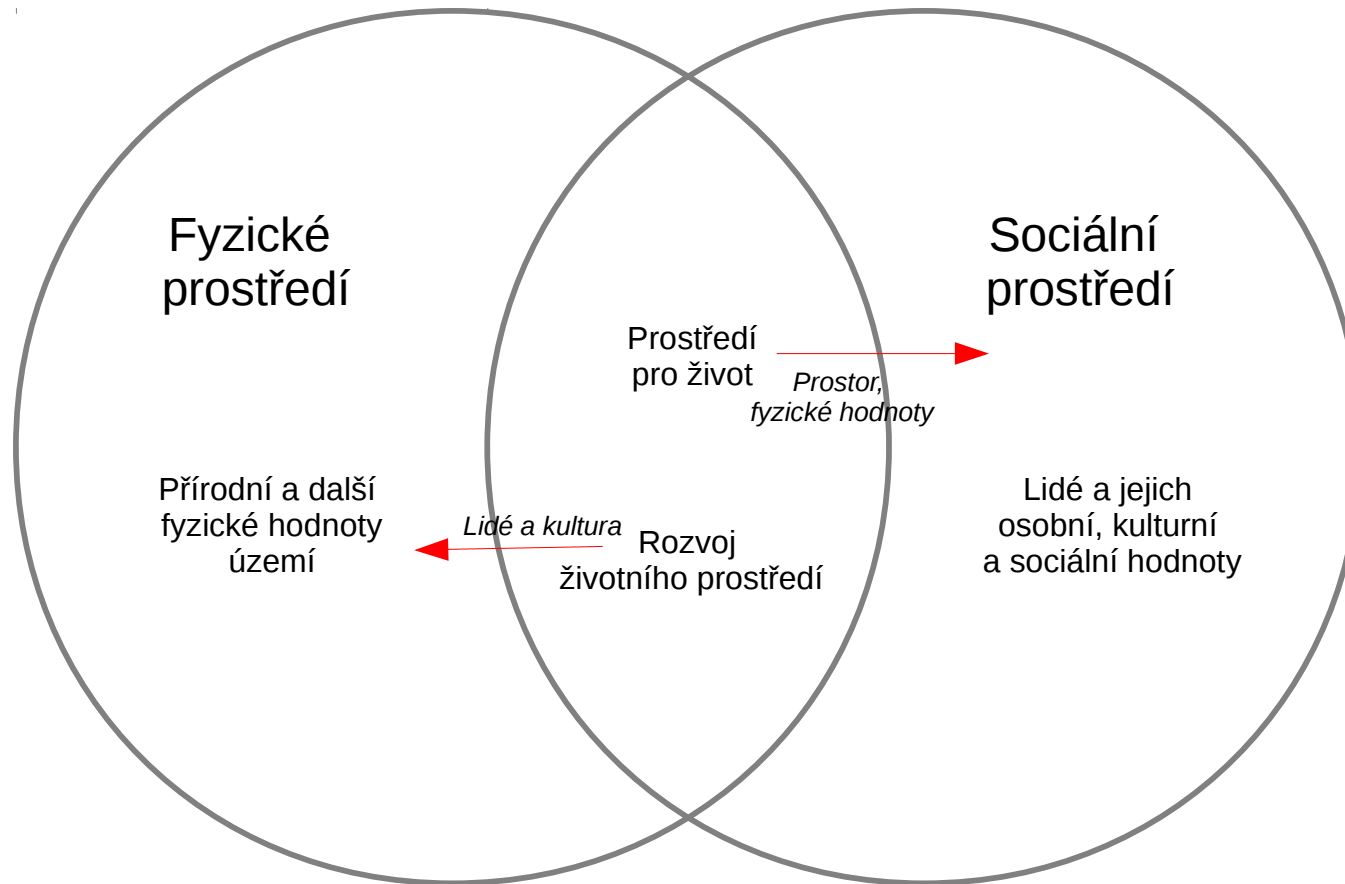 Fyzické
prostředí
Sociální
prostředí
Prostředí
pro život
Prostor,
fyzické hodnoty
Přírodní a další
fyzické hodnoty
území
Lidé a kultura
Rozvoj
životního prostředí
Lidé a jejich
osobní, kulturní
a sociální hodnoty